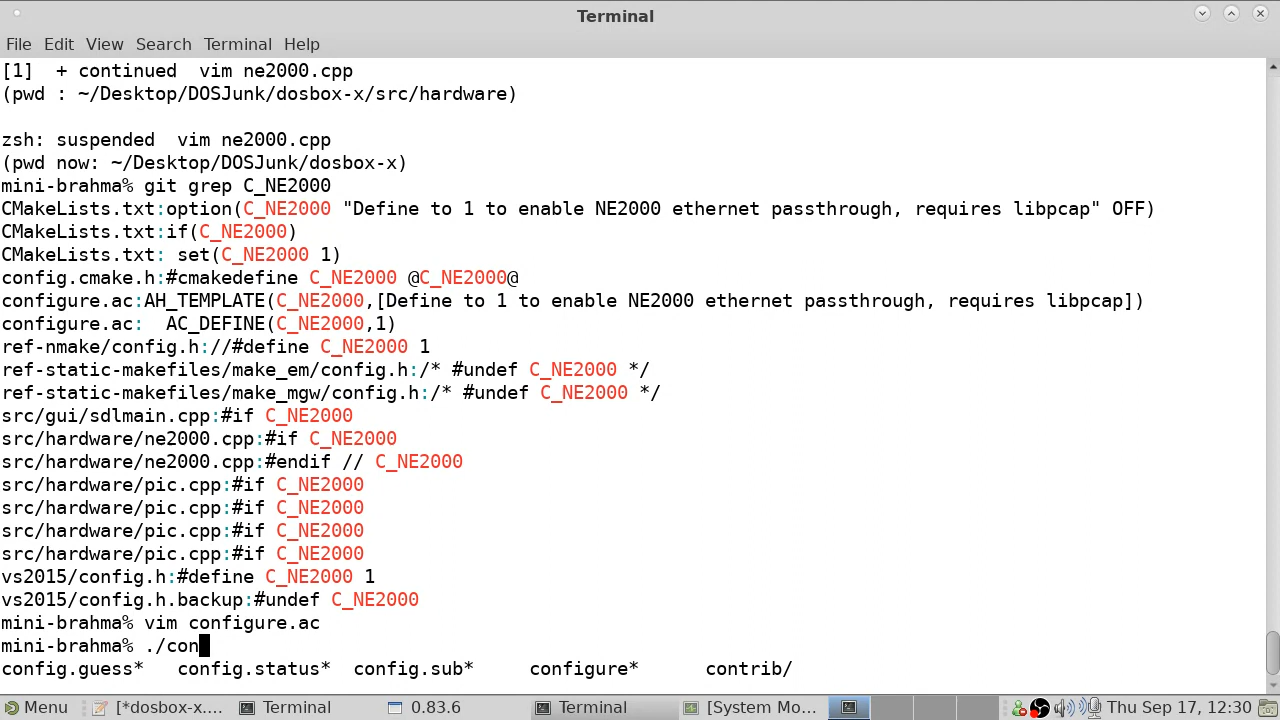 Terminal
File Edit View Search Terminal Help
[1]  + continued  vim ne2000.cpp
(pwd : ~/Desktop/DOSJunk/dosbox-x/src/hardware)
zsh: suspended  vim ne2000.cpp
(pwd now: ~/Desktop/DOSJunk/dosbox-x)
mini-brahma% git grep C_NE2000
CMakeLists.txt:option(C_NE2000 "Define to 1 to enable NE2000 ethernet passthrough, requires libpcap" OFF)
CMakeLists.txt:if(C_NE2000)
CMakeLists.txt: set(C_NE2000 1)
config.cmake.h:#cmakedefine C_NE2000 @C_NE2000@
configure.ac:AH_TEMPLATE(C_NE2000,[Define to 1 to enable NE2000 ethernet passthrough, requires libpcap])
configure.ac:  AC_DEFINE(C_NE2000,1)
ref-nmake/config.h://#define C_NE2000 1
ref-static-makefiles/make_em/config.h:/* #undef C_NE2000 */
ref-static-makefiles/make_mgw/config.h:/* #undef C_NE2000 */
src/gui/sdlmain.cpp:#if C_NE2000
src/hardware/ne2000.cpp:#if C_NE2000
src/hardware/ne2000.cpp:#endif // C_NE2000
src/hardware/pic.cpp:#if C_NE2000
src/hardware/pic.cpp:#if C_NE2000
src/hardware/pic.cpp:#if C_NE2000
src/hardware/pic.cpp:#if C_NE2000
vs2015/config.h:#define C_NE2000 1
vs2015/config.h.backup:#undef C_NE2000
mini-brahma% vim configure.ac
mini-brahma% ./con
config.guess*   config.status*  config.sub*     configure*      contrib/
Menu [*dosbox-x.... Terminal 0.83.6 Terminal [System Mo... Thu Sep 17, 12:30